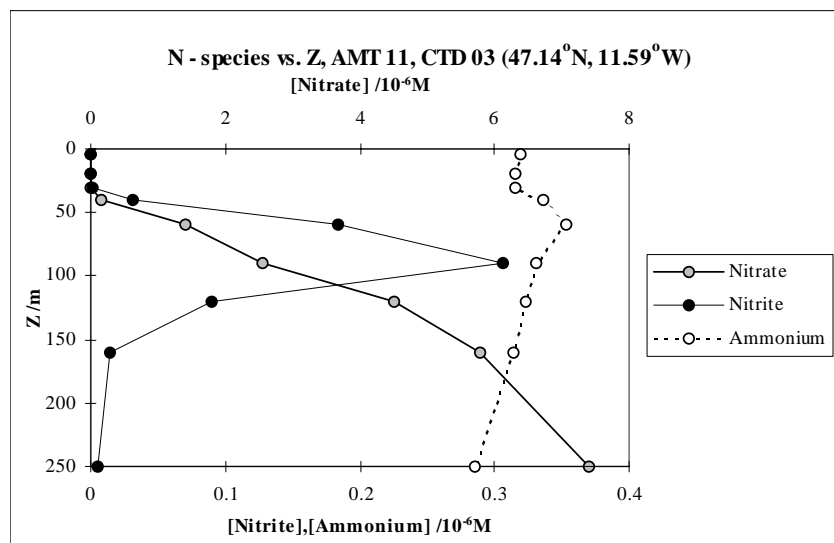 N - species vs. Z, AMT 11, CTD 03 (47.14°N, 11.59°W)
[Nitrate] /10⁻⁶M
0 2 4 6 8
0
50
100
150
200
250
Z /m
0 0.1 0.2 0.3 0.4
[Nitrite],[Ammonium] /10⁻⁶M
Nitrate
Nitrite
Ammonium